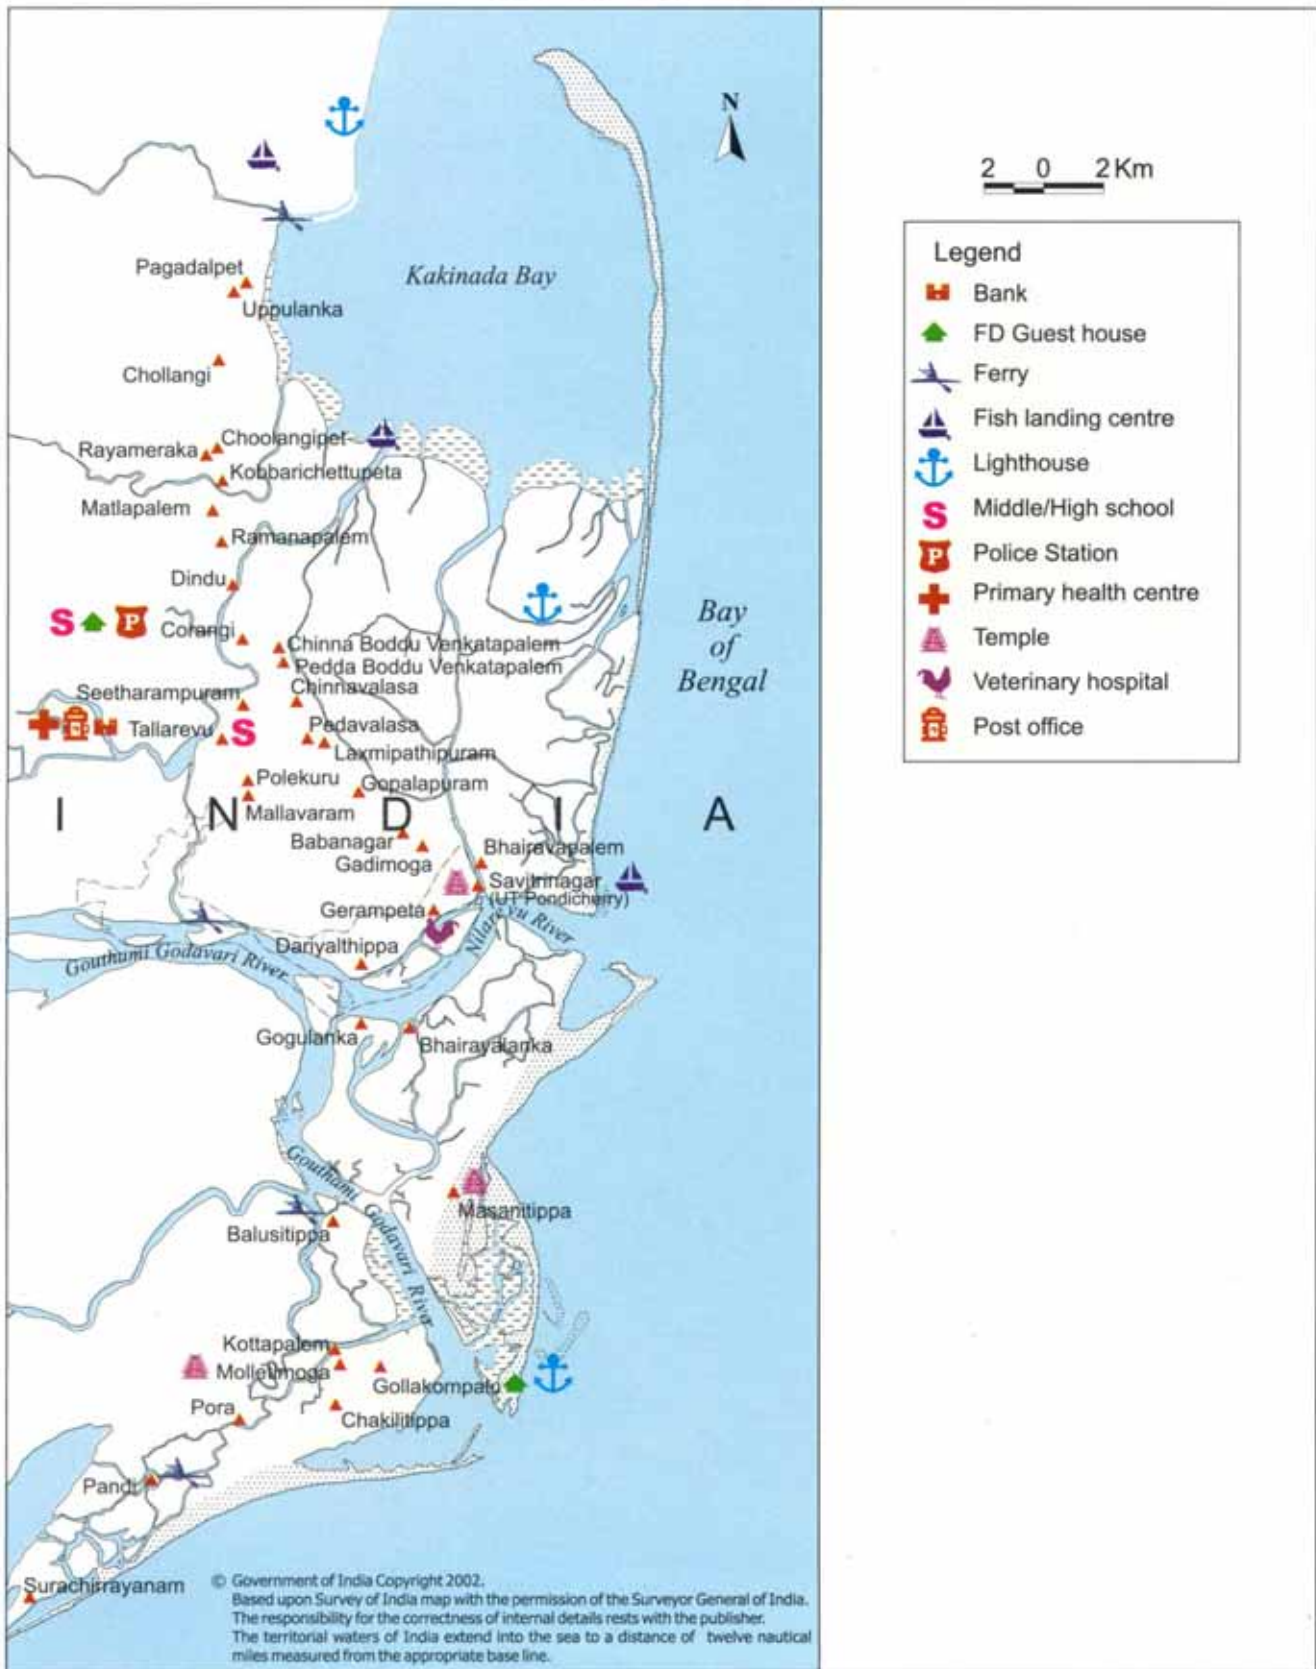 N
2 0 2 Km
Kakinada Bay
Legend
Bank
FD Guest house
Ferry
Fish landing centre
Lighthouse
Middle/High school
Police Station
Primary health centre
Temple
Veterinary hospital
Post office
Pagadalpet
Uppulanka
Chollangi
Choolangipet
Rayameraka
Kobbarichettupeta
Matlapalem
Ramanapalem
Dindu
S
P
Corangi
Chinna Boddu Venkatapalem
Pedda Boddu Venkatapalem
Chinnavalasa
Bay
of
Bengal
Seetharampuram
Tallarevu
S
Pedavalasa
Laxmipathipuram
Polekuru
Gopalapuram
Mallavaram
I N D I A
Babanagar
Gadimoga
Bhairavapalem
Savitrinagar
(UT Pondicherry)
Gerampeta
Nilarevu River
Dariyalthippa
Gouthumi Godavari River
Gogulanka
Bhairayalanka
Gouthami Godavari River
Masanitippa
Balusitippa
Kottapalem
Molletimoga
Gollakompalu
Pora
Chakilitippa
Pandi
Surachirrayanam
© Government of India Copyright 2002.
Based upon Survey of India map with the permission of the Surveyor General of India.
The responsibility for the correctness of internal details rests with the publisher.
The territorial waters of India extend into the sea to a distance of twelve nautical
miles measured from the appropriate base line.